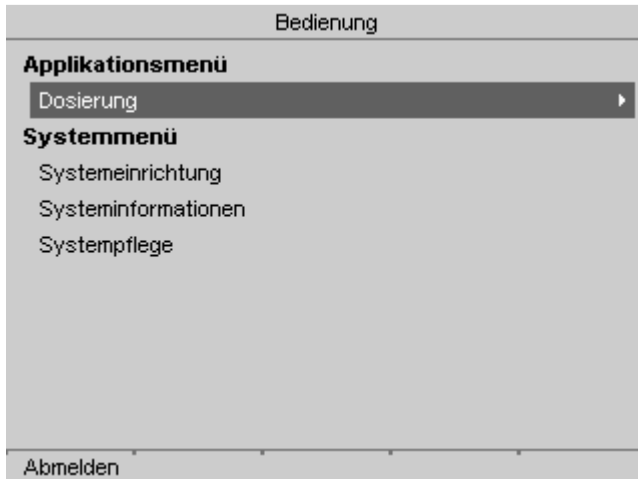 Bedienung
Applikationsmenü
Dosierung
Systemmenü
Systemeinrichtung
Systeminformationen
Systempflege
Abmelden